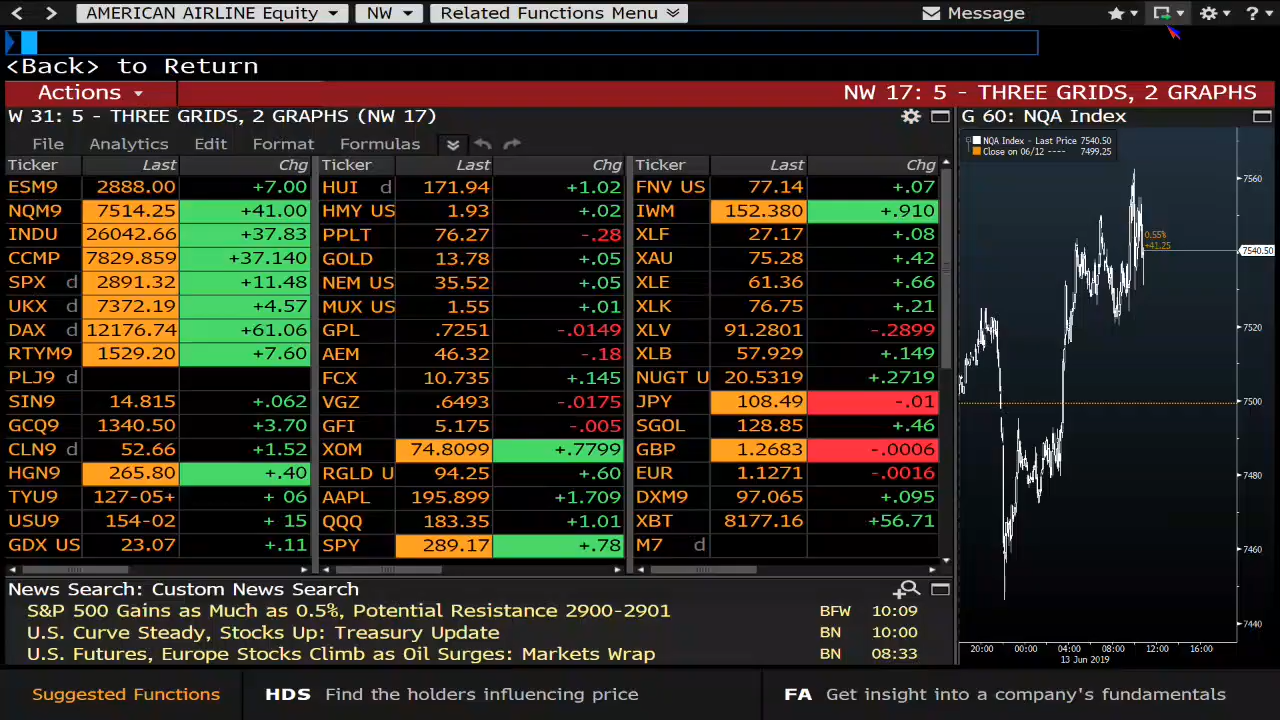 AMERICAN AIRLINE Equity NW Related Functions Menu Message ?
<Back> to Return
Actions NW 17: 5 - THREE GRIDS, 2 GRAPHS
W 31: 5 - THREE GRIDS, 2 GRAPHS (NW 17) G 60: NQA Index
File Analytics Edit Format Formulas
NQA Index - Last Price 7540.50
Close on 06/12 ---- 7499.25
Ticker Last Chg Ticker Last Chg Ticker Last Chg
ESM9 2888.00 +7.00 HUI d 171.94 +1.02 FNV US 77.14 +.07
NQM9 7514.25 +41.00 HMY US 1.93 +.02 IWM 152.380 +.910
INDU 26042.66 +37.83 PPLT 76.27 -.28 XLF 27.17 +.08
CCMP 7829.859 +37.140 GOLD 13.78 +.05 XAU 75.28 +.42
SPX d 2891.32 +11.48 NEM US 35.52 +.05 XLE 61.36 +.66
UKX d 7372.19 +4.57 MUX US 1.55 +.01 XLK 76.75 +.21
DAX d 12176.74 +61.06 GPL .7251 -.0149 XLV 91.2801 -.2899
RTYM9 1529.20 +7.60 AEM 46.32 -.18 XLB 57.929 +.149
PLJ9 d FCX 10.735 +.145 NUGT U 20.5319 +.2719
SIN9 14.815 +.062 VGZ .6493 -.0175 JPY 108.49 -.01
GCQ9 1340.50 +3.70 GFI 5.175 -.005 SGOL 128.85 +.46
CLN9 d 52.66 +1.52 XOM 74.8099 +.7799 GBP 1.2683 -.0006
HGN9 265.80 +.40 RGLD U 94.25 +.60 EUR 1.1271 -.0016
TYU9 127-05+ + 06 AAPL 195.899 +1.709 DXM9 97.065 +.095
USU9 154-02 + 15 QQQ 183.35 +1.01 XBT 8177.16 +56.71
GDX US 23.07 +.11 SPY 289.17 +.78 M7 d
7560
0.55%
+41.25
7540.50
7520
7500
7480
7460
7440
20:00 00:00 04:00 08:00 12:00 16:00
13 Jun 2019
News Search: Custom News Search
S&P 500 Gains as Much as 0.5%, Potential Resistance 2900-2901 BFW 10:09
U.S. Curve Steady, Stocks Up: Treasury Update BN 10:00
U.S. Futures, Europe Stocks Climb as Oil Surges: Markets Wrap BN 08:33
Suggested Functions HDS Find the holders influencing price FA Get insight into a company's fundamentals